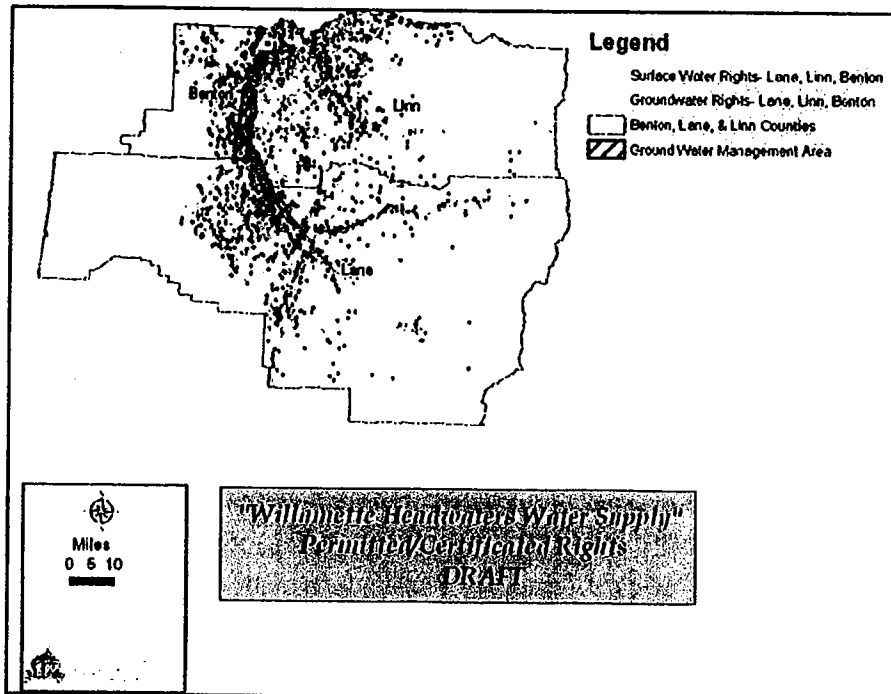 Legend
Surface Water Rights- Lane, Linn, Benton
Groundwater Rights- Lane, Linn, Benton
Benton, Lane, & Linn Counties
Ground Water Management Area
Benton
Linn
Lane
Miles
0 5 10
"Willamette Headwaters Water Supply"
Permitted/Certificated Rights
DRAFT